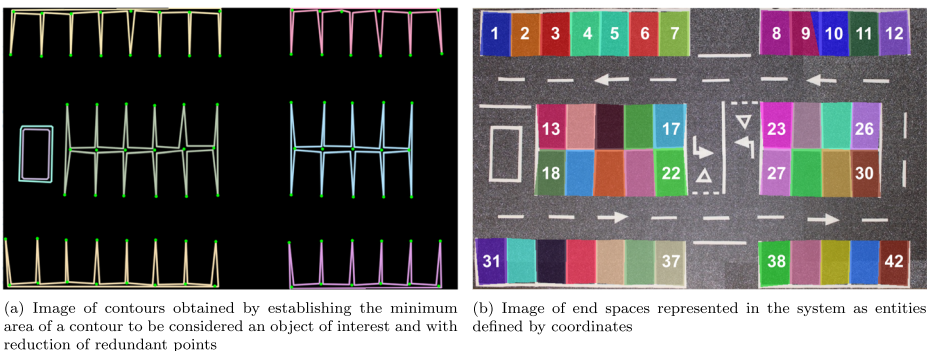 1 2 3 4 5 6 7 8 9 10 11 12
13 17 23 26
18 22 27 30
31 37 38 42
(a) Image of contours obtained by establishing the minimum
area of a contour to be considered an object of interest and with
reduction of redundant points
(b) Image of end spaces represented in the system as entities
defined by coordinates